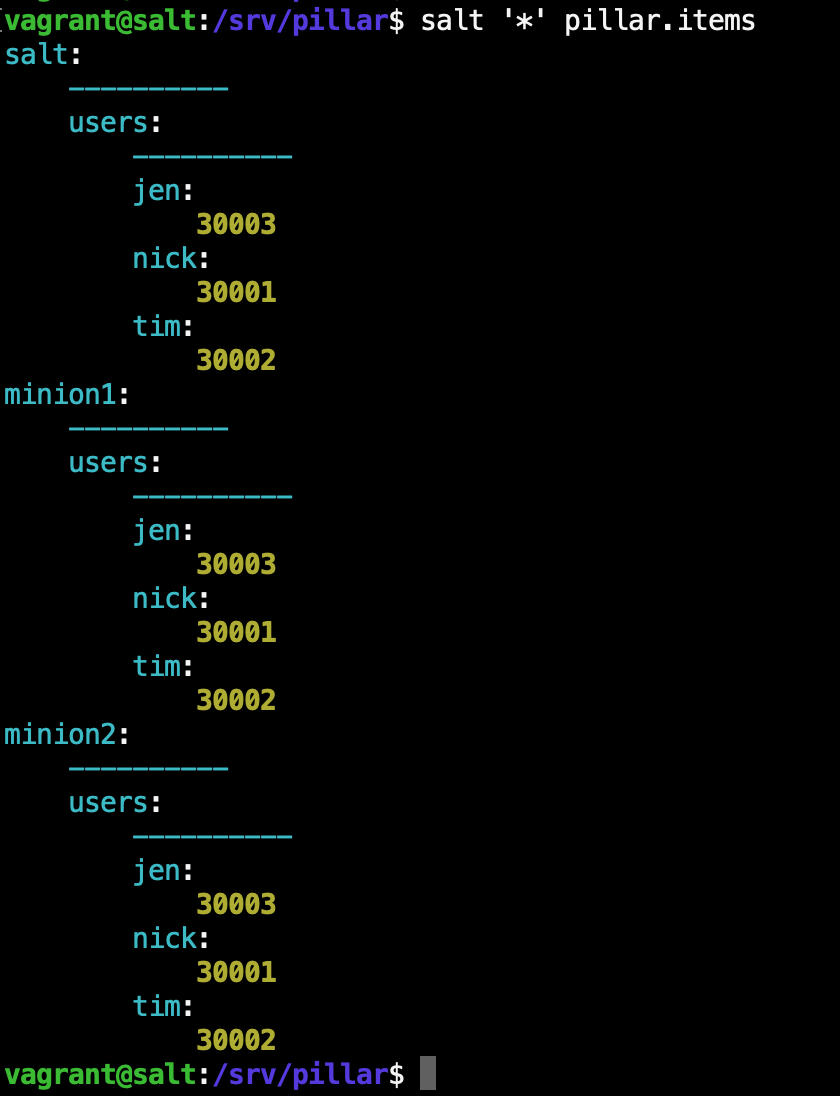 vagrant@salt:/srv/pillar$ salt '*' pillar.items
salt:
    ----------
    users:
        ----------
        jen:
            30003
        nick:
            30001
        tim:
            30002
minion1:
    ----------
    users:
        ----------
        jen:
            30003
        nick:
            30001
        tim:
            30002
minion2:
    ----------
    users:
        ----------
        jen:
            30003
        nick:
            30001
        tim:
            30002
vagrant@salt:/srv/pillar$